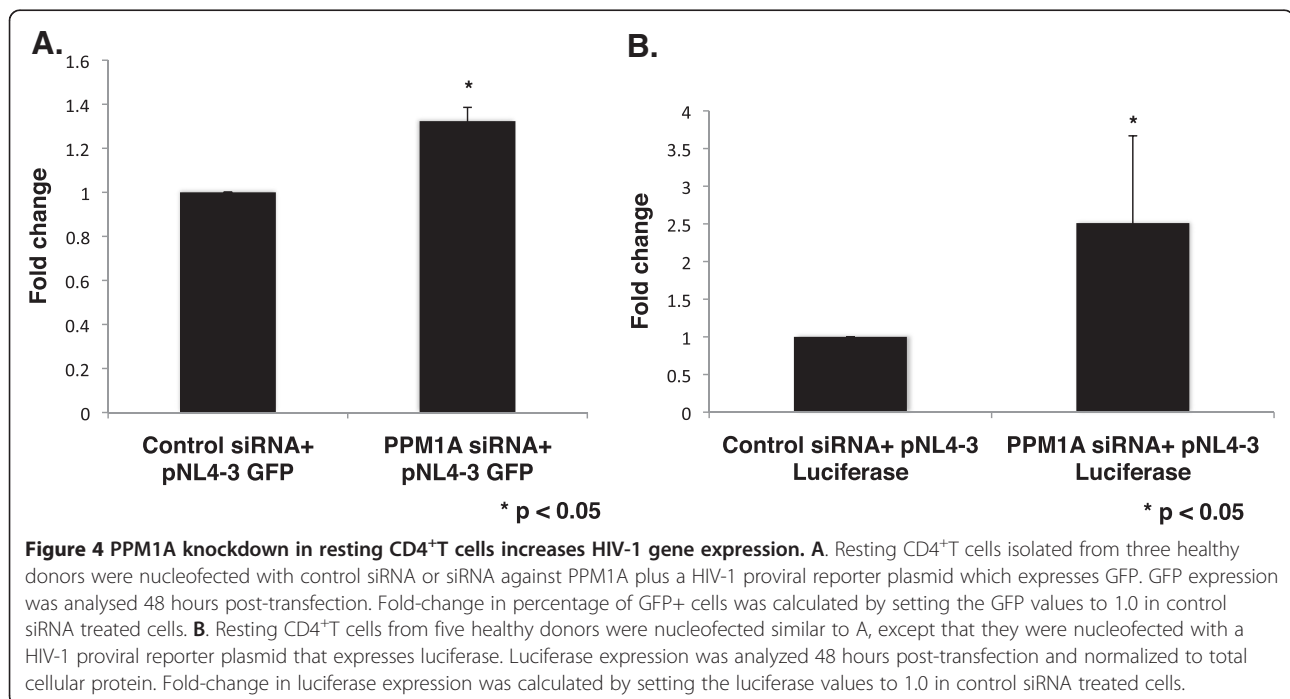 A.
1.6
1.4
1.2
1
0.8
0.6
0.4
0.2
0
Fold change
*
Control siRNA+
pNL4-3 GFP
PPM1A siRNA+
pNL4-3 GFP
* p < 0.05
B.
4
3.5
3
2.5
2
1.5
1
0.5
0
Fold change
*
Control siRNA+ pNL4-3
Luciferase
PPM1A siRNA+ pNL4-3
Luciferase
* p < 0.05
Figure 4 PPM1A knockdown in resting CD4⁺T cells increases HIV-1 gene expression. A. Resting CD4⁺T cells isolated from three healthy
donors were nucleofected with control siRNA or siRNA against PPM1A plus a HIV-1 proviral reporter plasmid which expresses GFP. GFP expression
was analysed 48 hours post-transfection. Fold-change in percentage of GFP+ cells was calculated by setting the GFP values to 1.0 in control
siRNA treated cells. B. Resting CD4⁺T cells from five healthy donors were nucleofected similar to A, except that they were nucleofected with a
HIV-1 proviral reporter plasmid that expresses luciferase. Luciferase expression was analyzed 48 hours post-transfection and normalized to total
cellular protein. Fold-change in luciferase expression was calculated by setting the luciferase values to 1.0 in control siRNA treated cells.